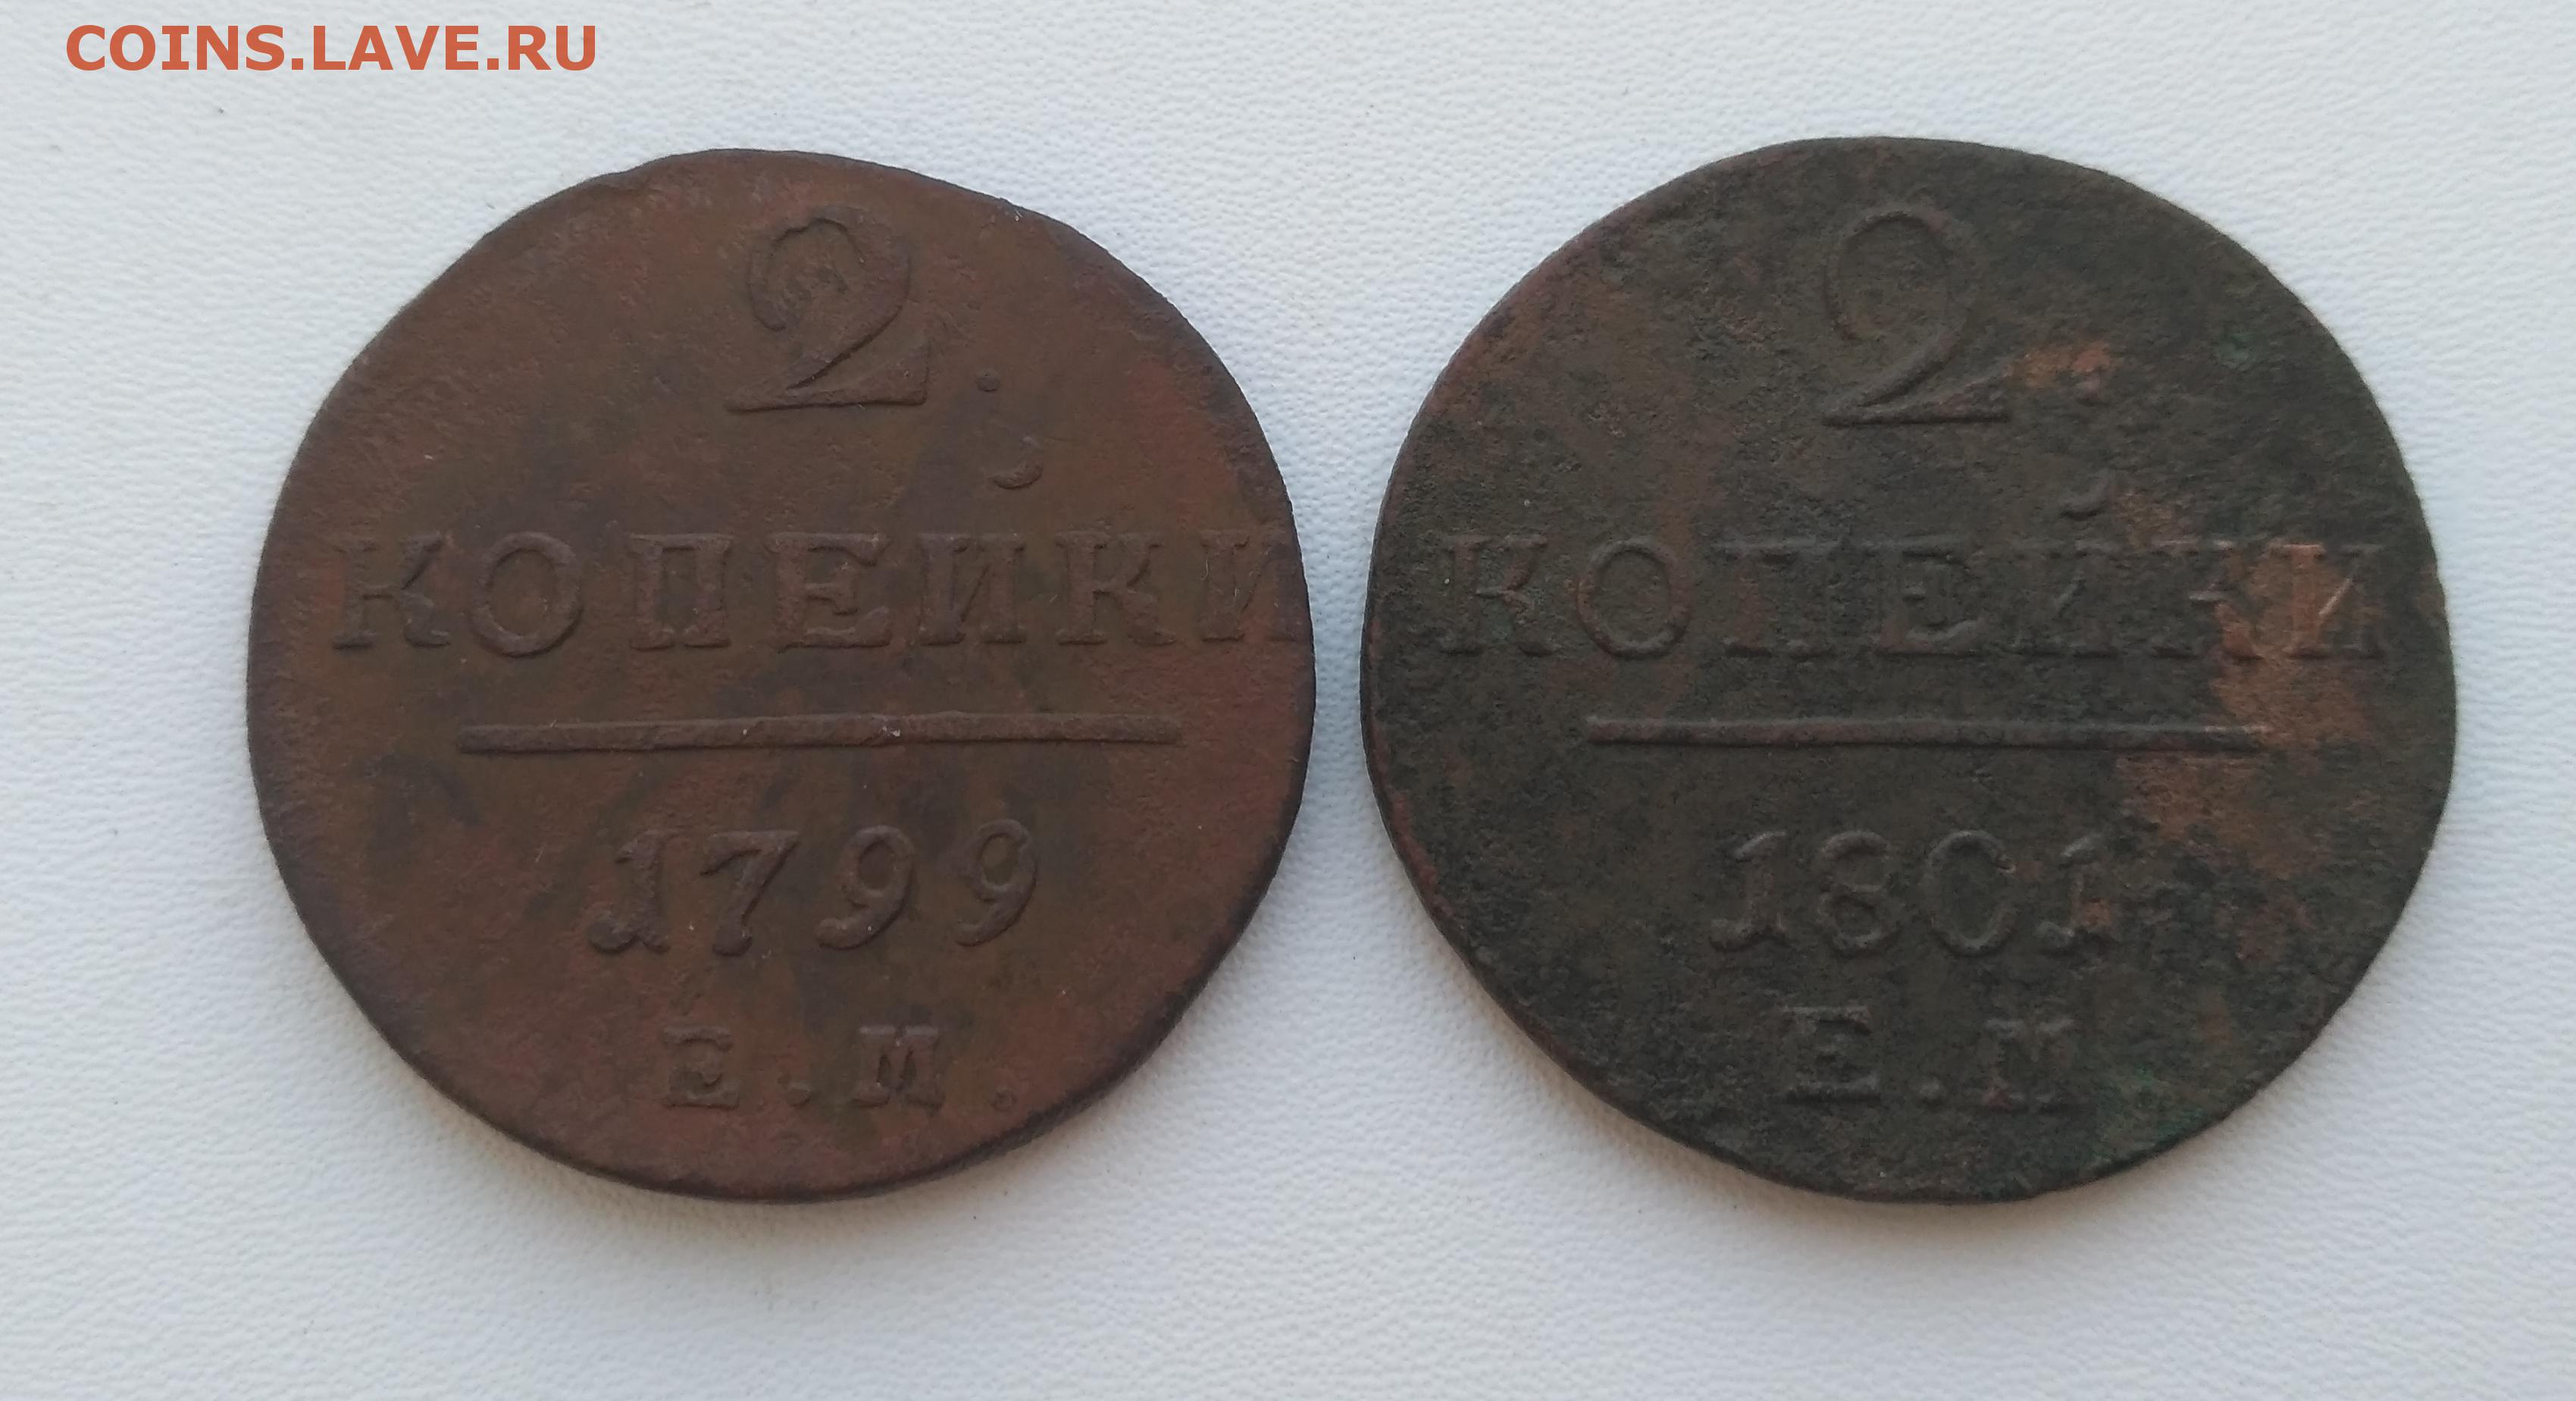 COINS.LAVE.RU
2.
КОПЕЙКИ
1799
Е.М.
2.
КОПЕЙКИ
1801
Е.М